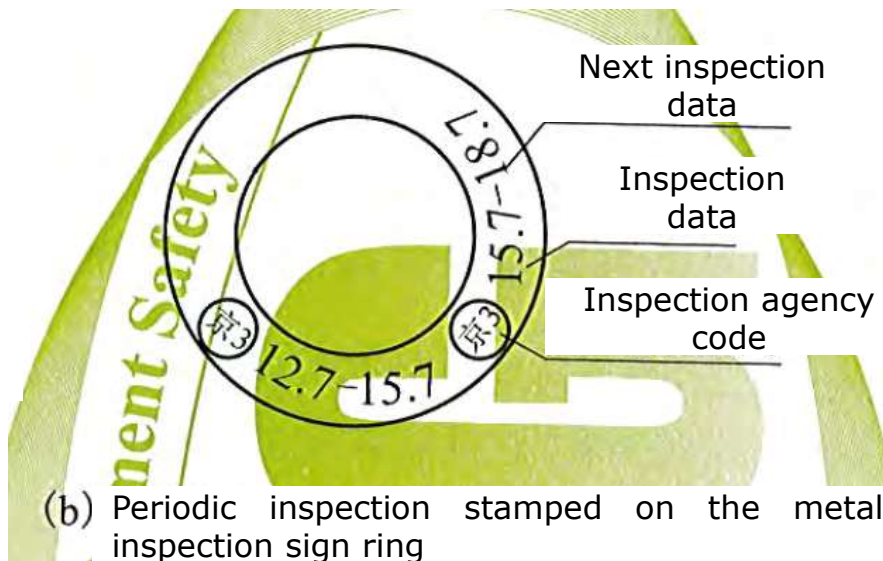 Next inspection
data
18.7
Inspection
data
15.7-
Inspection agency
code
京3
京3
12.7-15.7
ment Safety
(b) Periodic inspection stamped on the metal
inspection sign ring